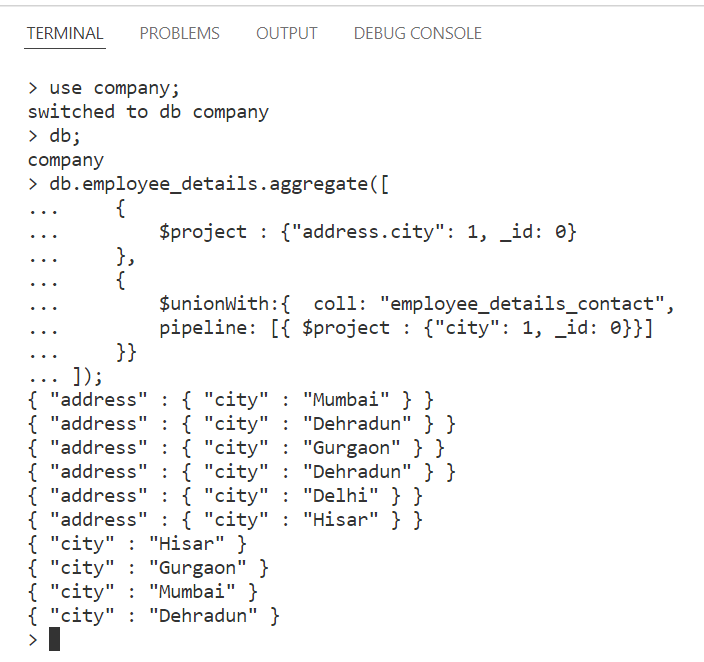 TERMINAL PROBLEMS OUTPUT DEBUG CONSOLE
> use company;
switched to db company
> db;
company
> db.employee_details.aggregate([
...     {
...         $project : {"address.city": 1, _id: 0}
...     },
...     {
...         $unionWith:{  coll: "employee_details_contact",
...         pipeline: [{ $project : {"city": 1, _id: 0}}]
...     }}
... ]);
{ "address" : { "city" : "Mumbai" } }
{ "address" : { "city" : "Dehradun" } }
{ "address" : { "city" : "Gurgaon" } }
{ "address" : { "city" : "Dehradun" } }
{ "address" : { "city" : "Delhi" } }
{ "address" : { "city" : "Hisar" } }
{ "city" : "Hisar" }
{ "city" : "Gurgaon" }
{ "city" : "Mumbai" }
{ "city" : "Dehradun" }
>